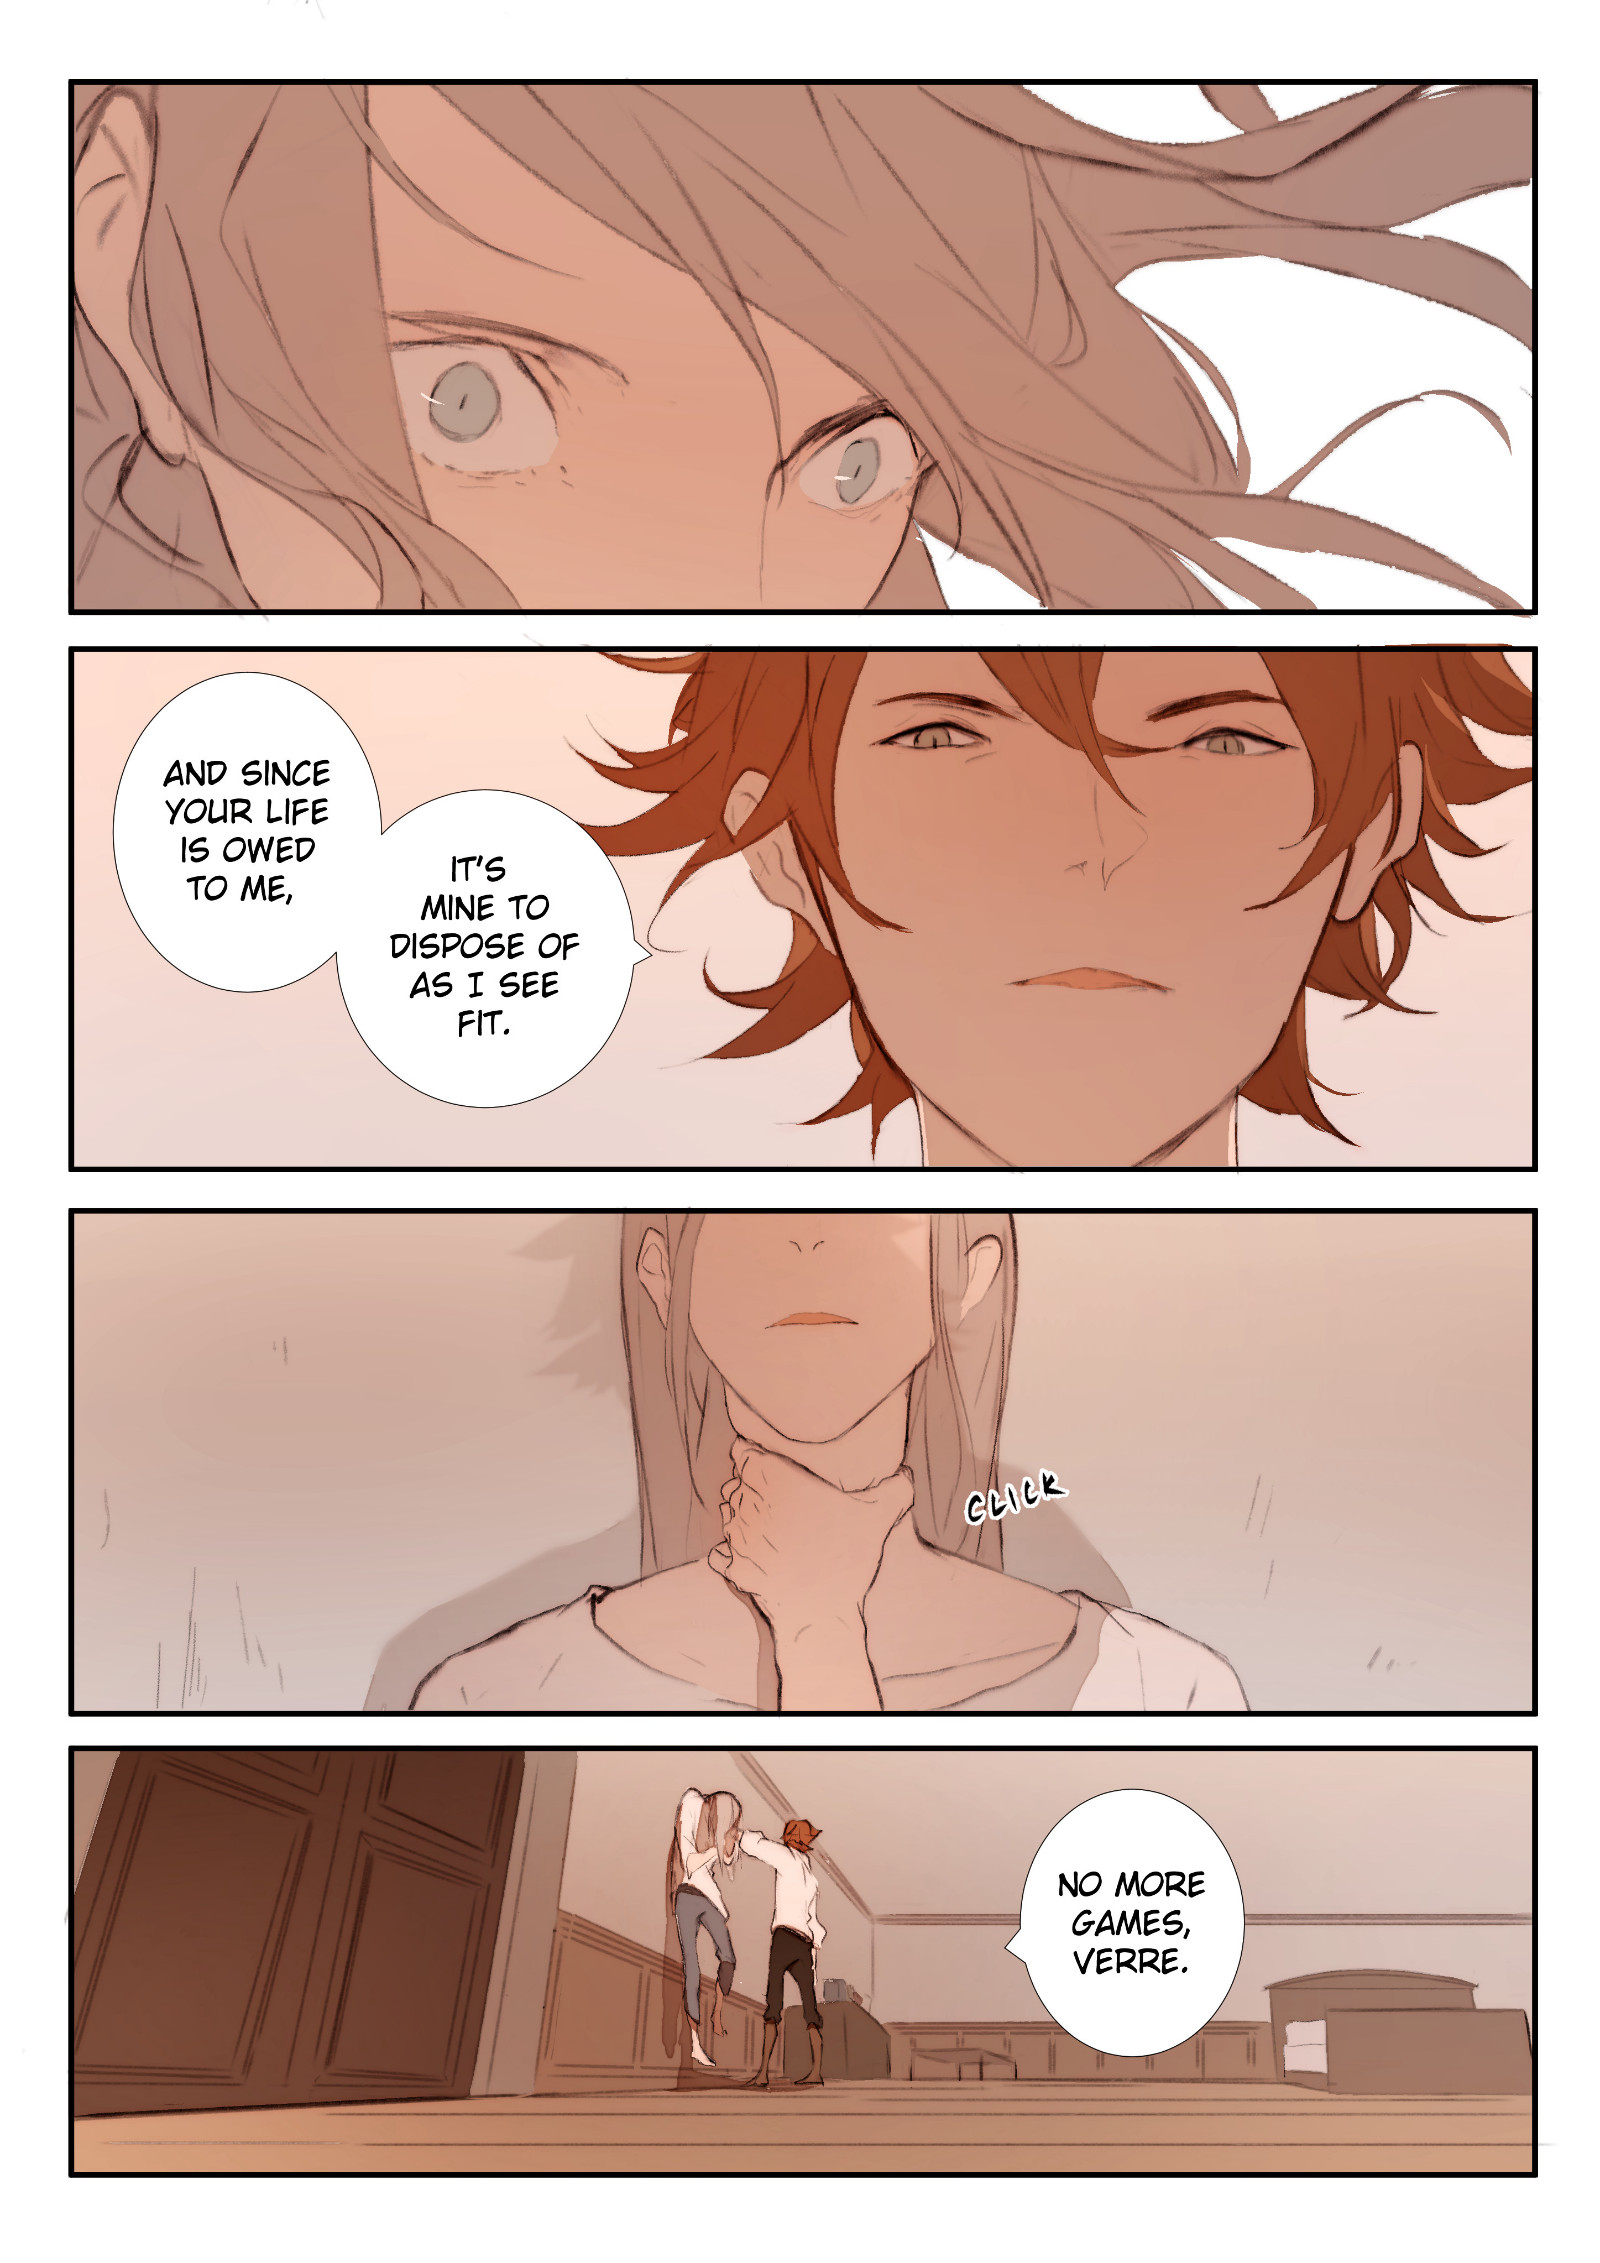 AND SINCE
YOUR LIFE
IS OWED
TO ME,
IT'S
MINE TO
DISPOSE OF
AS I SEE
FIT.
CLICK
NO MORE
GAMES,
VERRE.